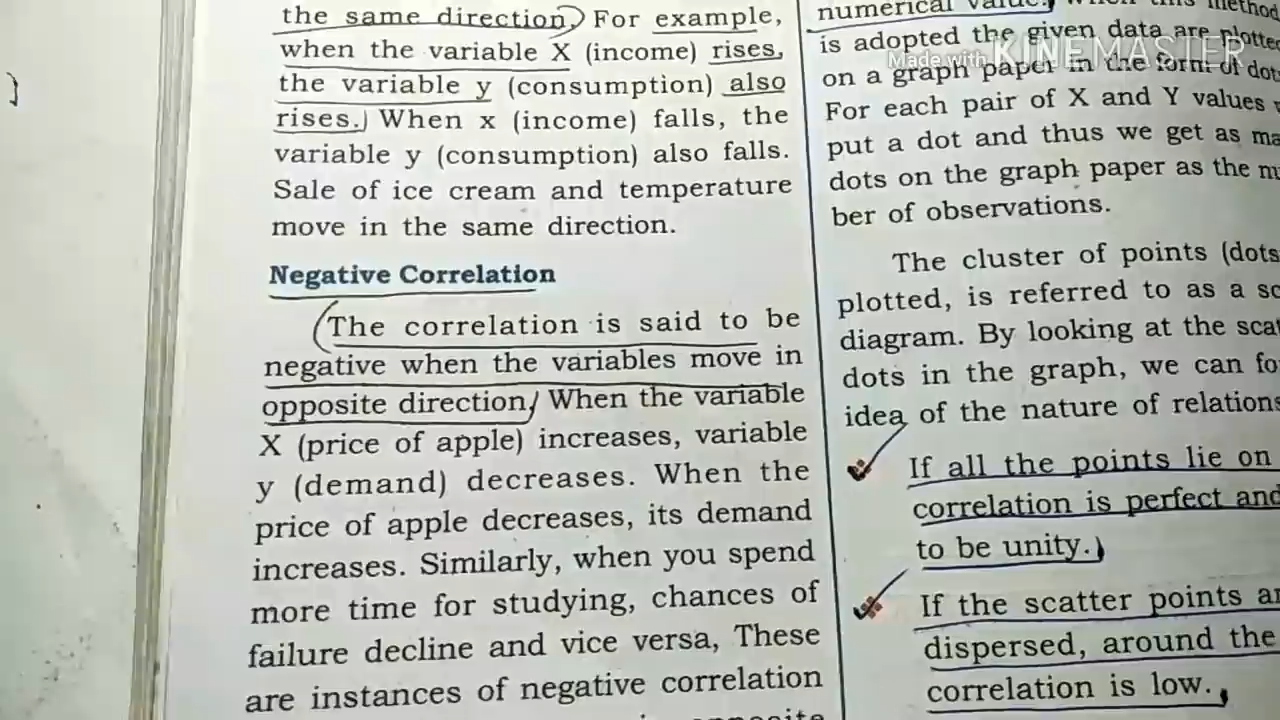 the same direction. For example,
when the variable X (income) rises,
the variable y (consumption) also
rises. When x (income) falls, the
variable y (consumption) also falls.
Sale of ice cream and temperature
move in the same direction.
Negative Correlation
The correlation is said to be
negative when the variables move in
opposite direction, When the variable
X (price of apple) increases, variable
y (demand) decreases. When the
price of apple decreases, its demand
increases. Similarly, when you spend
more time for studying, chances of
failure decline and vice versa, These
are instances of negative correlation
opposite
numerical value. When this method
is adopted the given data are plotted
on a graph paper in the form of dots
For each pair of X and Y values
put a dot and thus we get as
dots on the graph paper as the
ber of observations.
The cluster of points (dots
plotted, is referred to as a
diagram. By looking at the
dots in the graph, we can
idea of the nature of
If all the points lie on
correlation is perfect and
to be unity.
If the scatter points
dispersed, around the
correlation is low.
Made with KINEMASTER